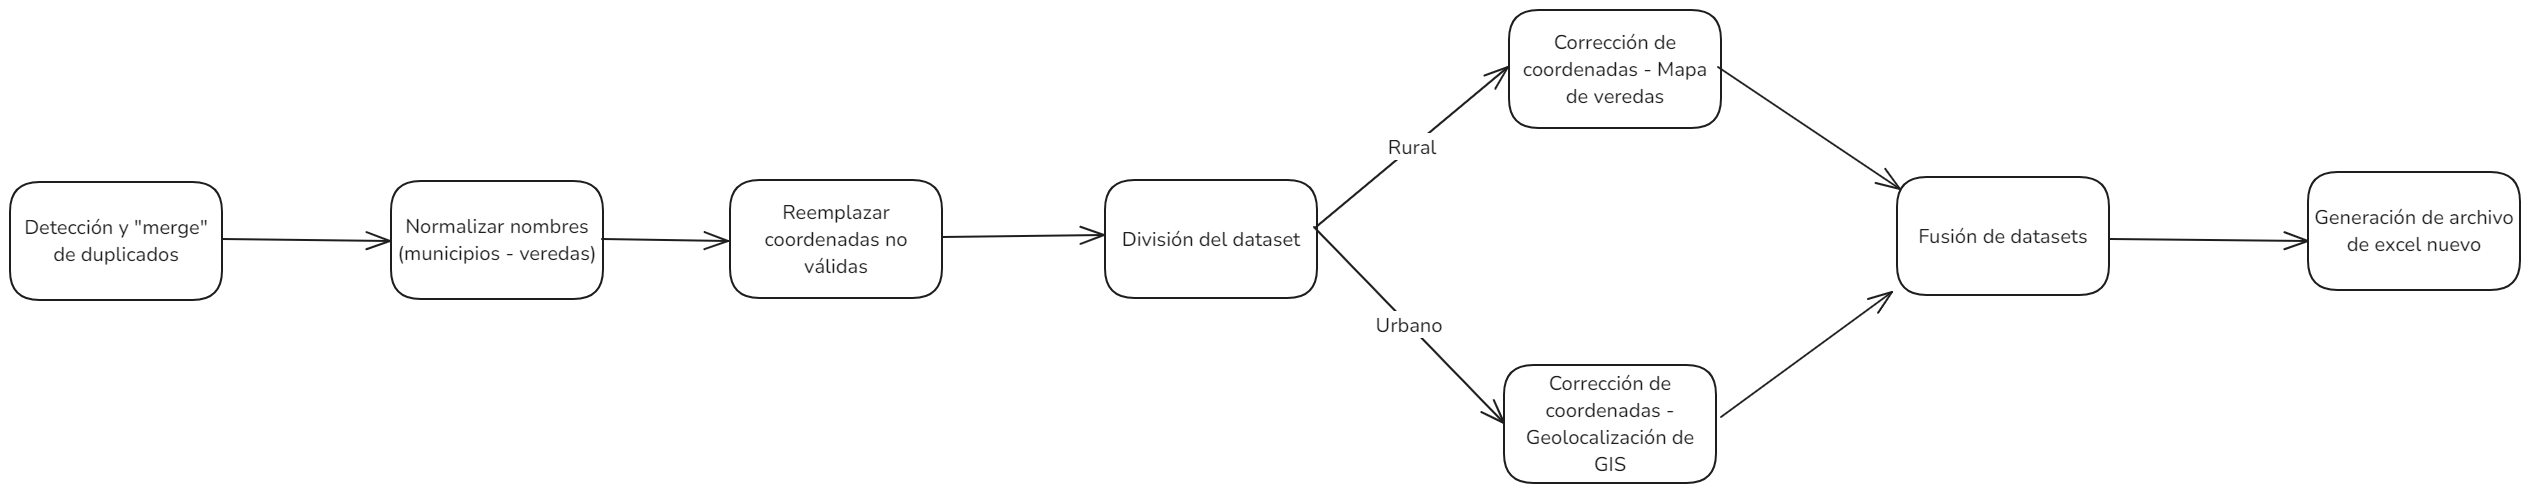 Detección y "merge"
de duplicados
Normalizar nombres
(municipios - veredas)
Reemplazar
coordenadas no
válidas
División del dataset
Rural
Urbano
Corrección de
coordenadas - Mapa
de veredas
Corrección de
coordenadas -
Geolocalización de
GIS
Fusión de datasets
Generación de archivo
de excel nuevo